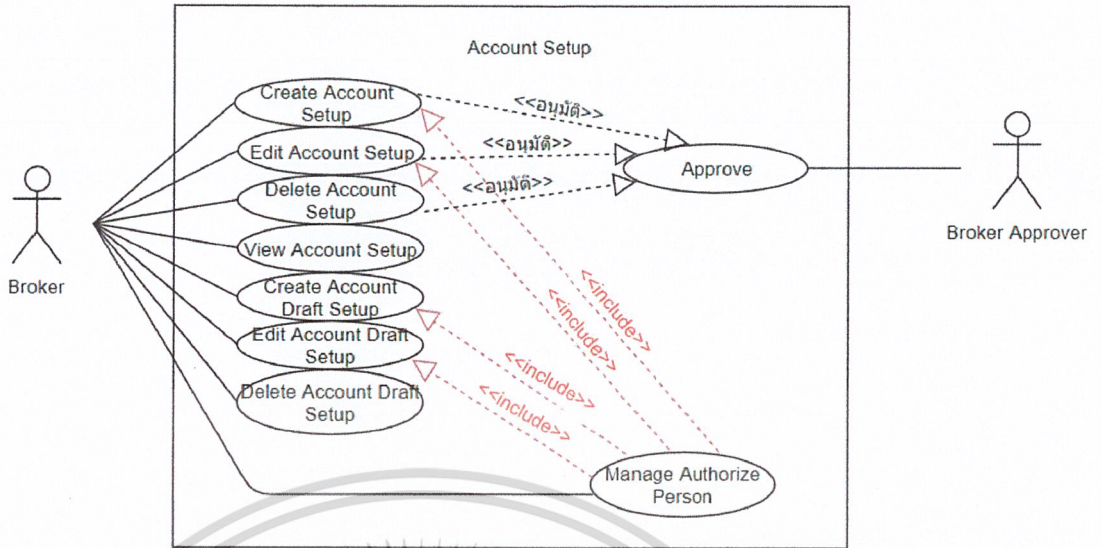 Account Setup
Create Account
Setup
<<อนุมัติ>>
Edit Account Setup
<<อนุมัติ>>
Approve
Delete Account
Setup
<<อนุมัติ>>
Broker Approver
View Account Setup
Broker
Create Account
Draft Setup
<<include>>
<<include>>
Edit Account Draft
Setup
<<include>>
Delete Account Draft
Setup
<<include>>
Manage Authorize
Person